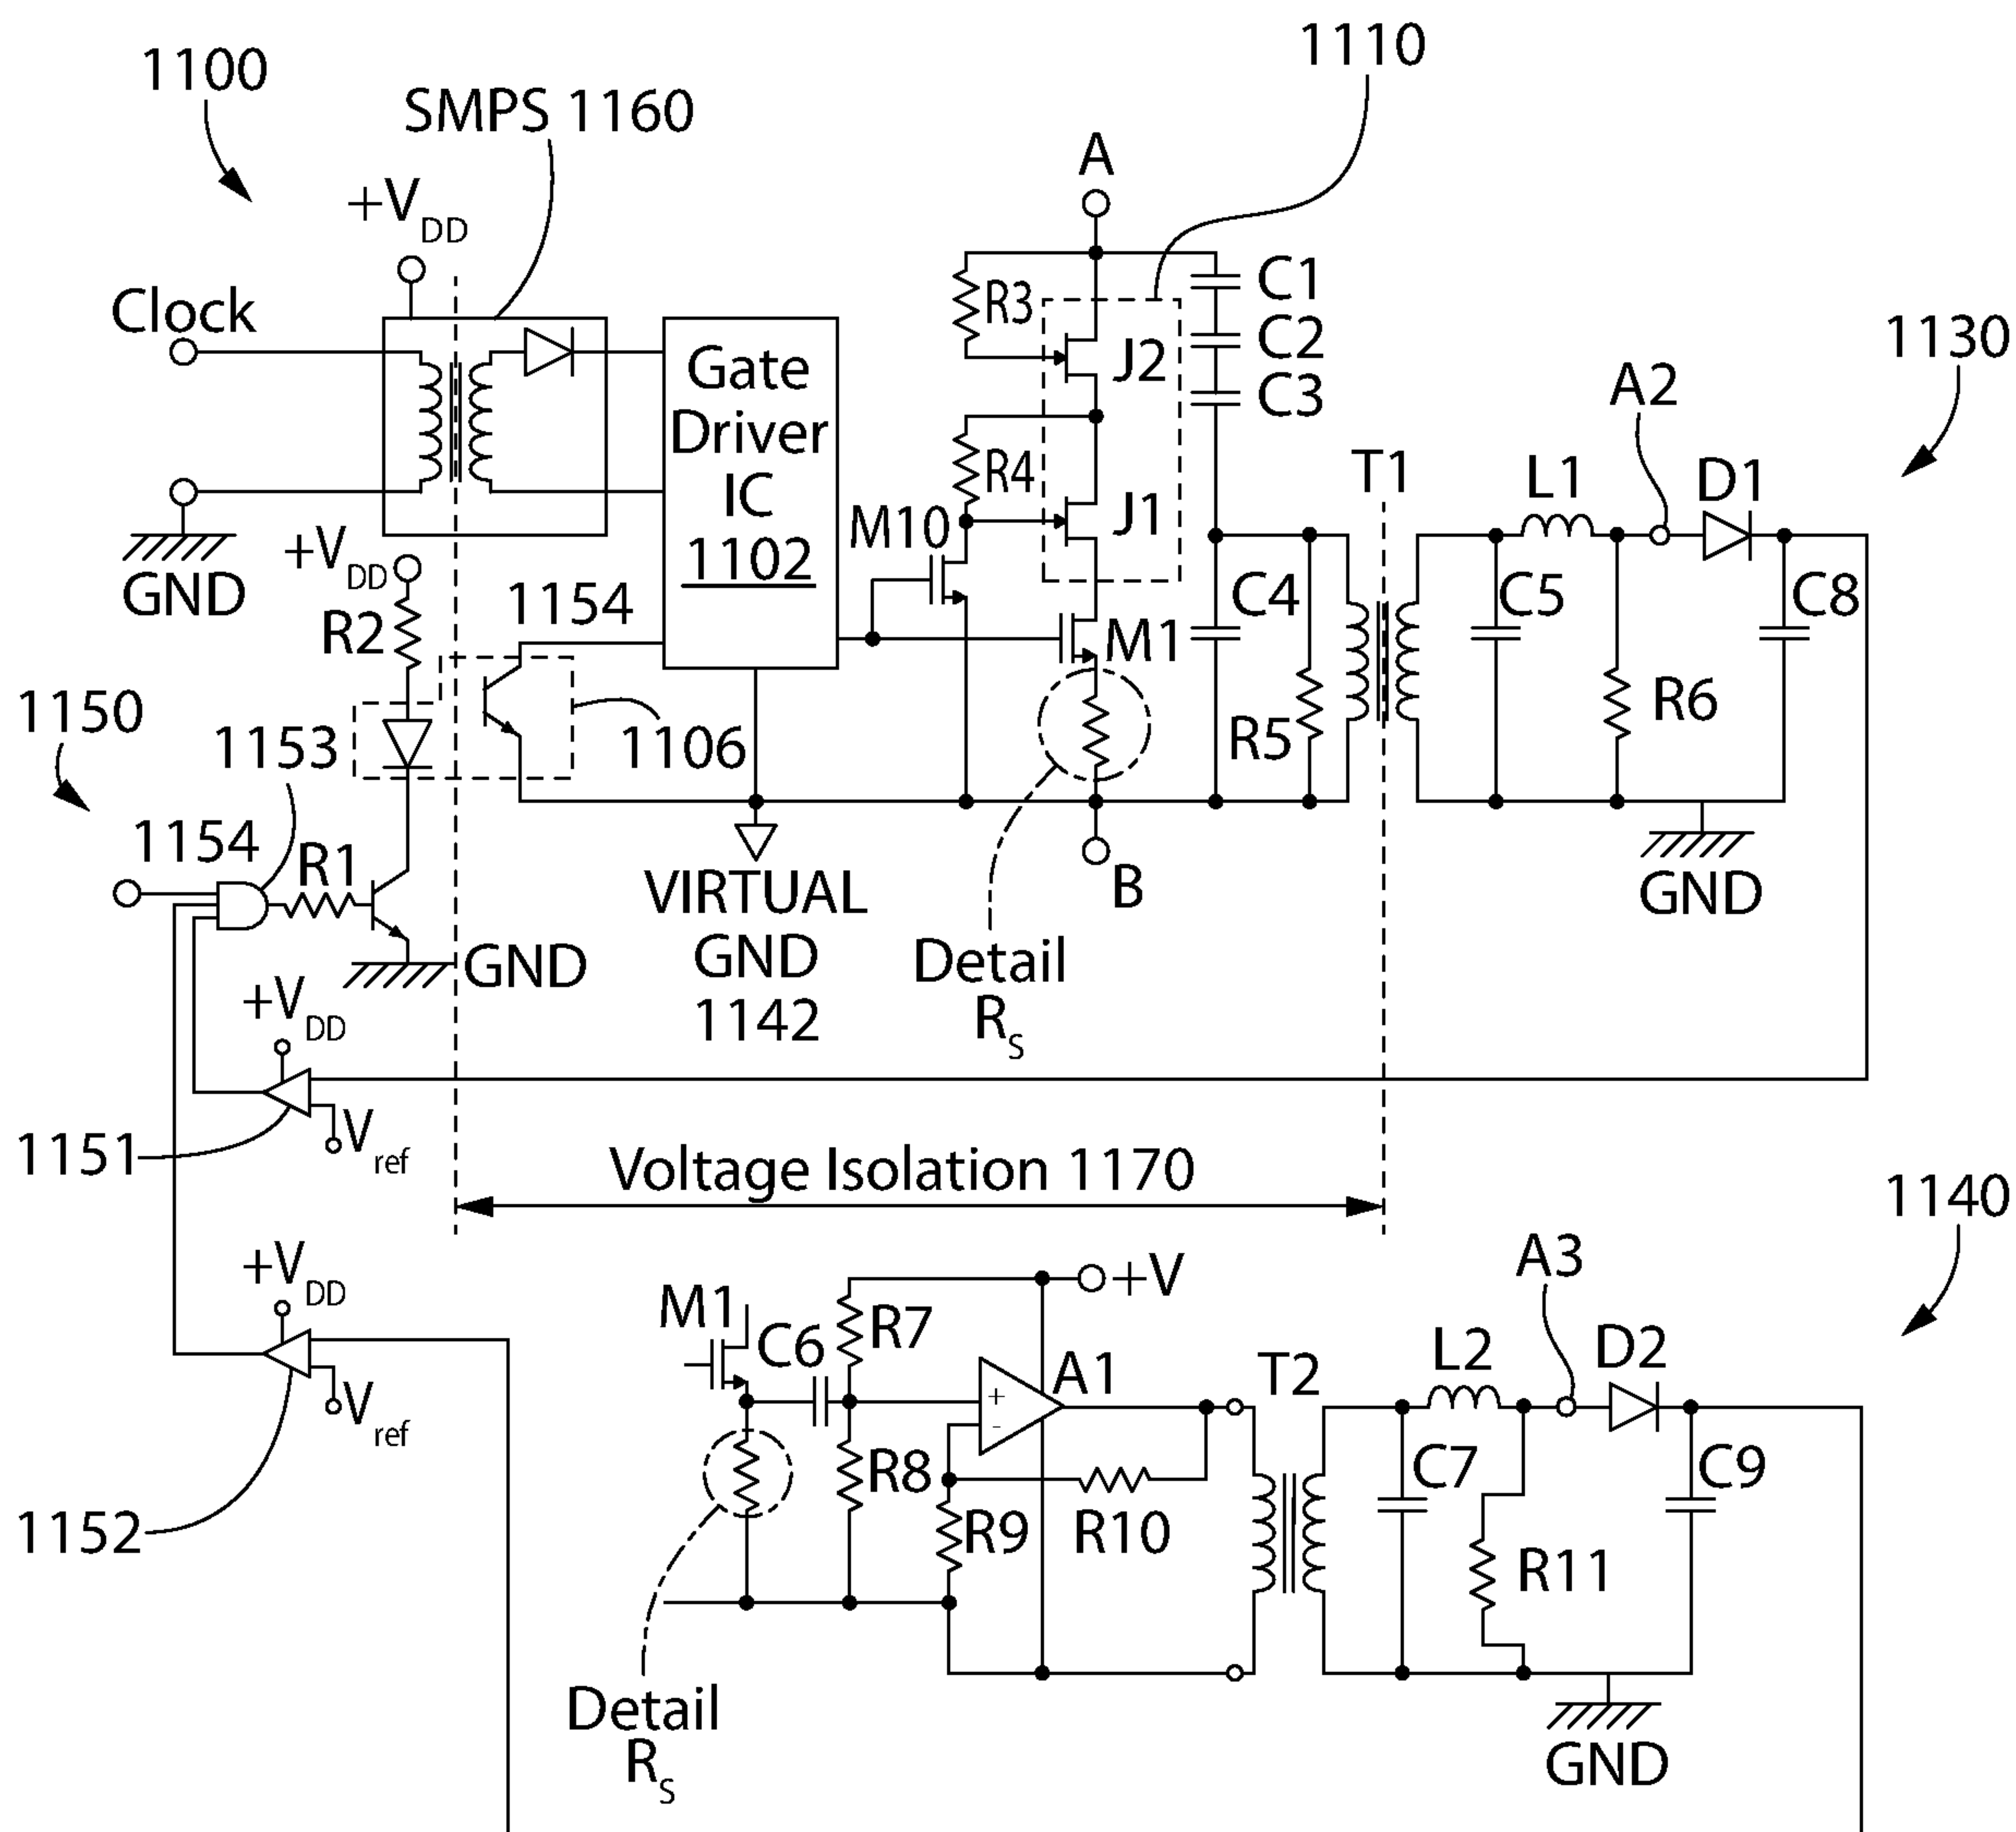 1100
SMPS 1160
1110
+VDD
A
Clock
R3
C1
C2
C3
J2
Gate
Driver
IC
1102
R4
J1
M10
1130
A2
T1
L1
D1
GND
+VDD
R2
1154
M1
C4
C5
C8
R5
R6
1150
1153
1106
1154
R1
VIRTUAL
GND
1142
B
Detail
RS
GND
GND
+VDD
1151
Vref
Voltage Isolation 1170
1140
+VDD
1152
Vref
M1
C6
R7
+V
A1
+
-
R8
R9
R10
T2
A3
L2
D2
C7
C9
R11
Detail
RS
GND